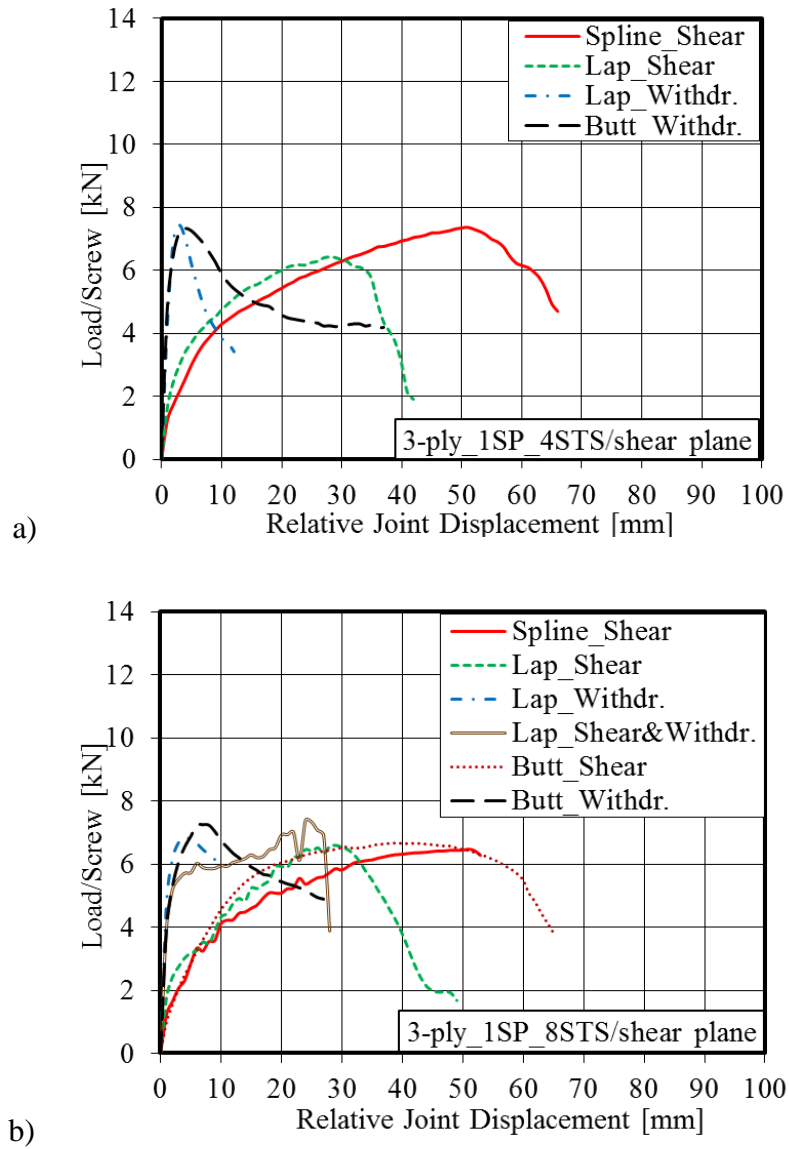 14
12
10
8
6
4
2
0
Load/Screw [kN]
Spline_Shear
Lap_Shear
Lap_Withdr.
Butt_Withdr.
3-ply_1SP_4STS/shear plane
0 10 20 30 40 50 60 70 80 90 100
Relative Joint Displacement [mm]
a)
14
12
10
8
6
4
2
0
Load/Screw [kN]
Spline_Shear
Lap_Shear
Lap_Withdr.
Lap_Shear&Withdr.
Butt_Shear
Butt_Withdr.
3-ply_1SP_8STS/shear plane
0 10 20 30 40 50 60 70 80 90 100
Relative Joint Displacement [mm]
b)